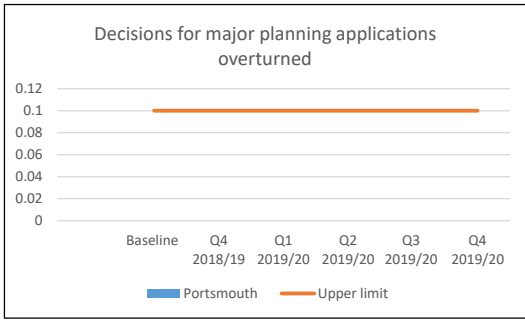 Decisions for major planning applications
overturned
0.12
0.1
0.08
0.06
0.04
0.02
0
Baseline Q4 Q1 Q2 Q3 Q4
2018/19 2019/20 2019/20 2019/20 2019/20
Portsmouth Upper limit